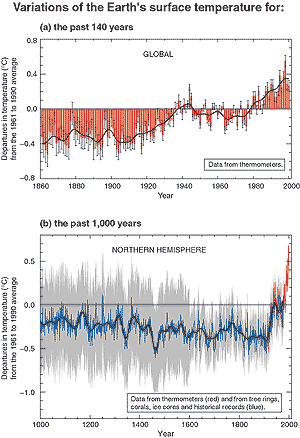 Variations of the Earth's surface temperature for:
(a) the past 140 years
GLOBAL
Departures in temperature (°C)
from the 1961 to 1990 average
0.8
0.4
0.0
−0.4
−0.8
Data from thermometers.
1860 1880 1900 1920 1940 1960 1980 2000
Year
(b) the past 1,000 years
NORTHERN HEMISPHERE
Departures in temperature (°C)
from the 1961 to 1990 average
0.5
0.0
−0.5
−1.0
Data from thermometers (red) and from tree rings,
corals, ice cores and historical records (blue).
1000 1200 1400 1600 1800 2000
Year